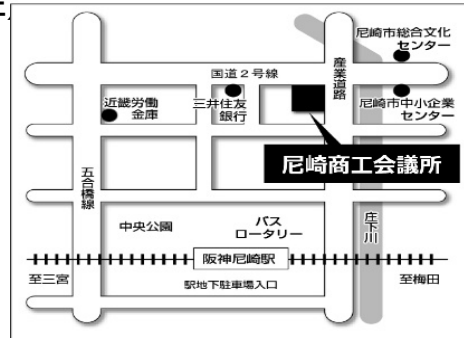 尼崎市総合文化
センター
国道2号線
産業道路
近畿労働
金庫
三井住友
銀行
尼崎市中小企業
センター
尼崎商工会議所
五合橋線
中央公園
バス
ロータリー
庄下川
阪神尼崎駅
至三宮
至梅田
駅地下駐車場入口